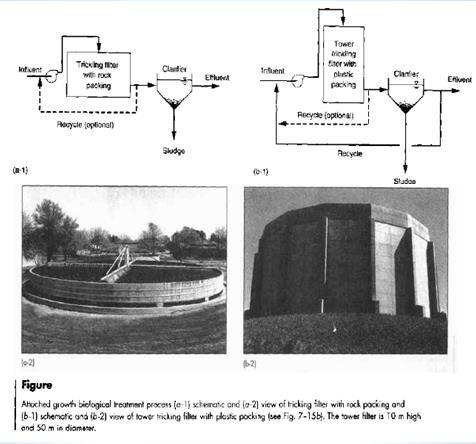 Influent
Trickling filter
with rock
packing
Clarifier
Effluent
Recycle (optional)
Sludge
(a-1)
Influent
Tower
trickling
filter with
plastic
packing
Clarifier
Effluent
Recycle (optional)
Recycle
Sludge
(b-1)
(a-2)
(b-2)
Figure
Attached growth biological treatment process (a-1) schematic and (a-2) view of trickling filter with rock packing and
(b-1) schematic and (b-2) view of tower trickling filter with plastic packing (see Fig. 7-15b). The tower filter is 10 m high
and 50 m in diameter.